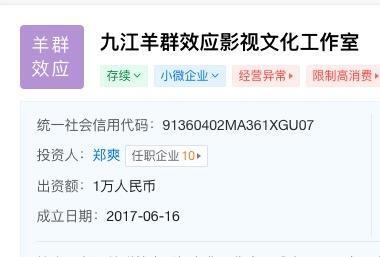 羊群
效应
九江羊群效应影视文化工作室
存续 小微企业 经营异常 限制高消费
统一社会信用代码：91360402MA361XGU07
投资人：郑爽 任职企业10
出资额：1万人民币
成立日期：2017-06-16